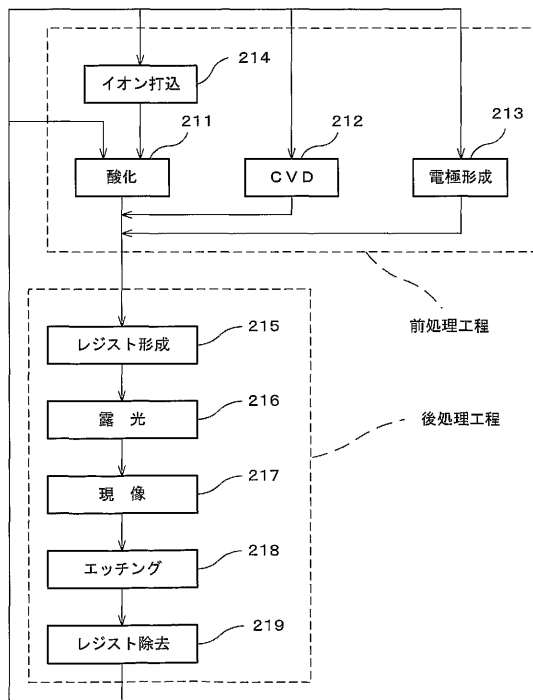 214
イオン打込
211
212
213
酸化
CVD
電極形成
前処理工程
215
レジスト形成
216
露 光
後処理工程
217
現 像
218
エッチング
219
レジスト除去